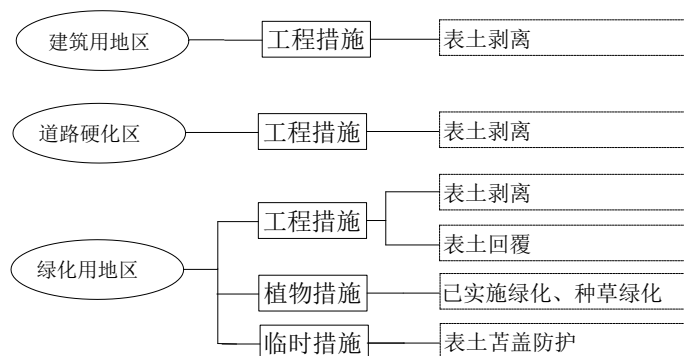 建筑用地区
工程措施
表土剥离
道路硬化区
工程措施
表土剥离
绿化用地区
工程措施
表土剥离
表土回覆
植物措施
已实施绿化、种草绿化
临时措施
表土苫盖防护